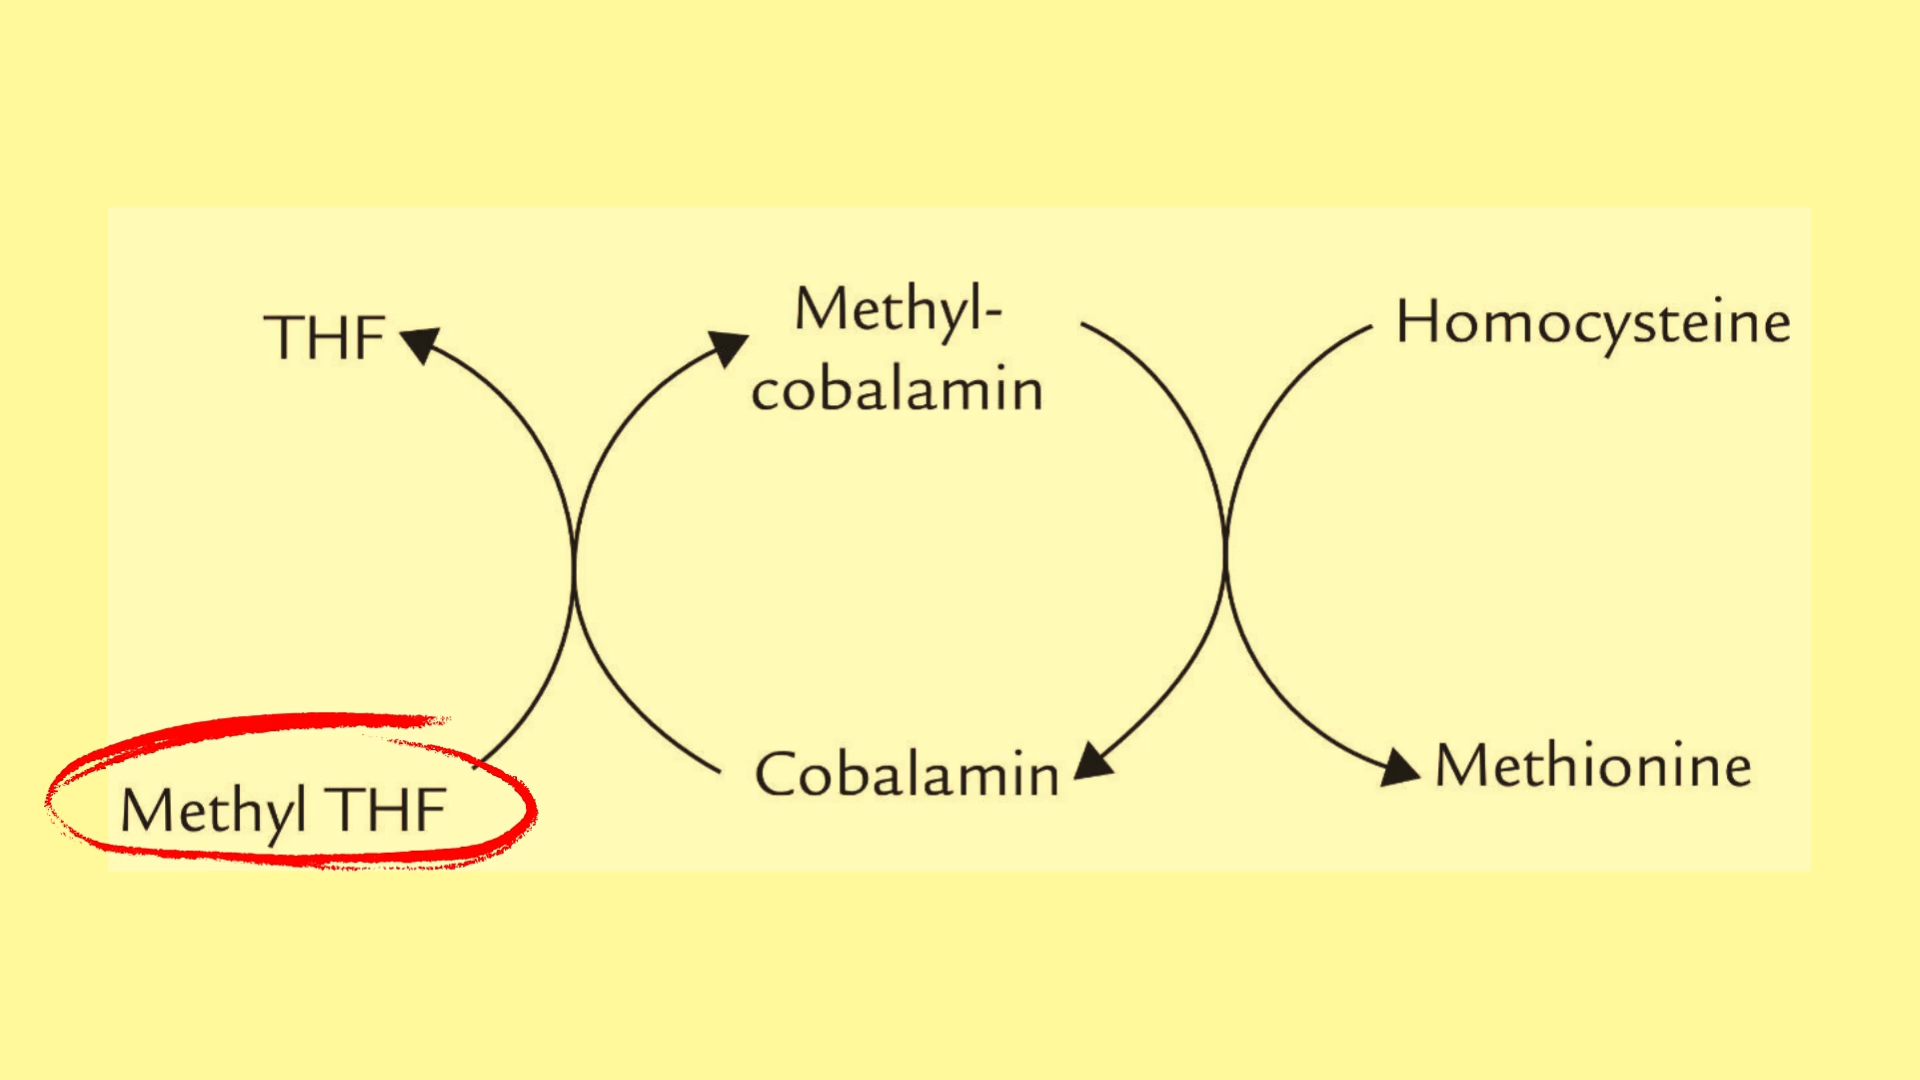 THF
Methyl-
cobalamin
Homocysteine
Methyl THF
Cobalamin
Methionine